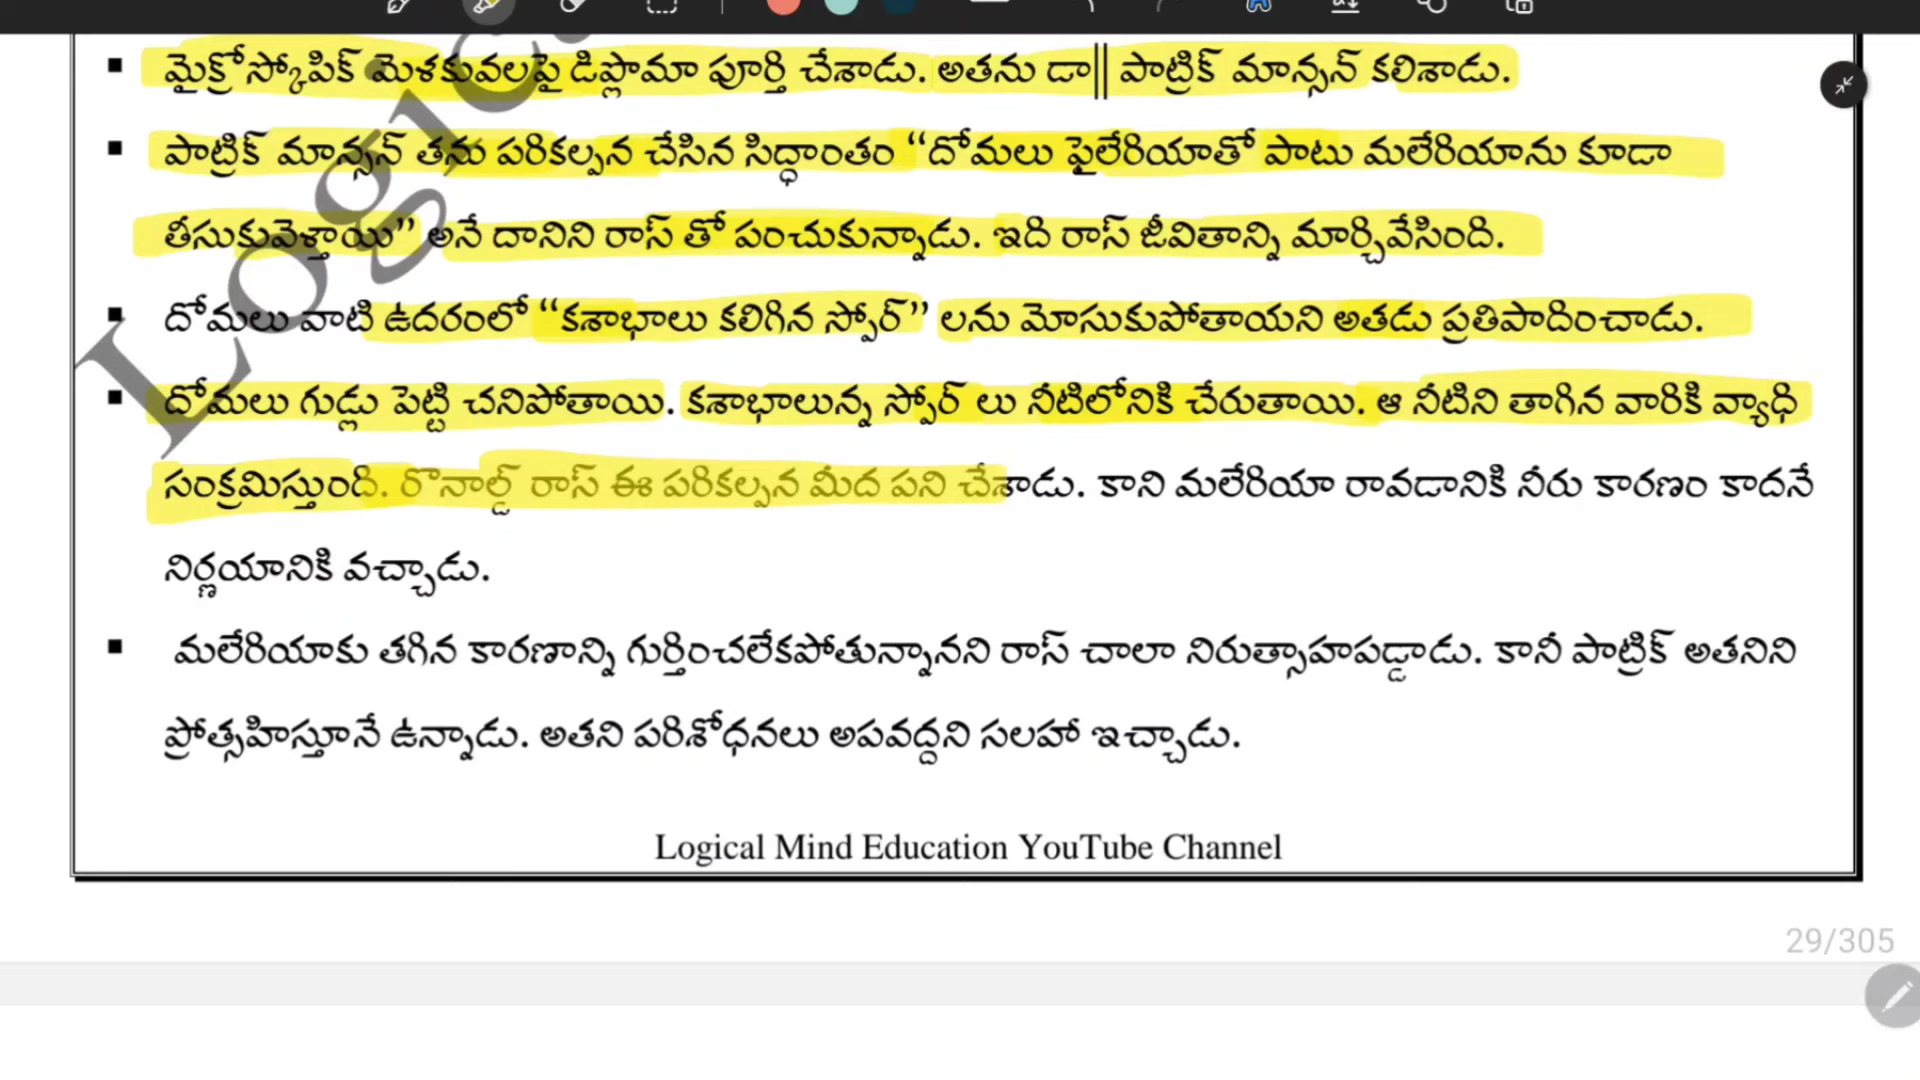 మైక్రోస్కోపిక్ మెళకువలపై డిప్లొమా పూర్తి చేశాడు. అతను డా|| పాట్రిక్ మాన్సన్ కలిశాడు.
పాట్రిక్ మాన్సన్ తను పరికల్పన చేసిన సిద్ధాంతం “దోమలు ఫైలేరియాతో పాటు మలేరియాను కూడా
తీసుకువెళ్తాయి” అనే దానిని రాస్ తో పంచుకున్నాడు. ఇది రాస్ జీవితాన్ని మార్చివేసింది.
దోమలు వాటి ఉదరంలో “కశాభాలు కలిగిన స్పోర్” లను మోసుకుపోతాయని అతడు ప్రతిపాదించాడు.
దోమలు గుడ్లు పెట్టి చనిపోతాయి. కశాభాలున్న స్పోర్ లు నీటిలోనికి చేరుతాయి. ఆ నీటిని తాగిన వారికి వ్యాధి
సంక్రమిస్తుంది. రొనాల్డ్ రాస్ ఈ పరికల్పన మీద పని చేశాడు. కాని మలేరియా రావడానికి నీరు కారణం కాదనే
నిర్ణయానికి వచ్చాడు.
మలేరియాకు తగిన కారణాన్ని గుర్తించలేకపోతున్నానని రాస్ చాలా నిరుత్సాహపడ్డాడు. కానీ పాట్రిక్ అతనిని
ప్రోత్సహిస్తూనే ఉన్నాడు. అతని పరిశోధనలు అపవద్దని సలహా ఇచ్చాడు.
Logical Mind Education YouTube Channel
29/305
Logic